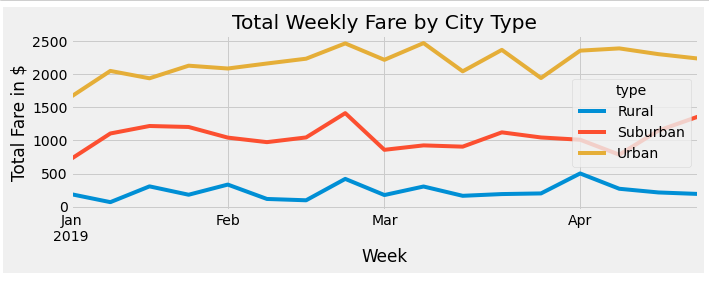 Total Weekly Fare by City Type
Total Fare in $
2500
2000
1500
1000
500
0
type
Rural
Suburban
Urban
Jan
2019
Feb
Mar
Apr
Week